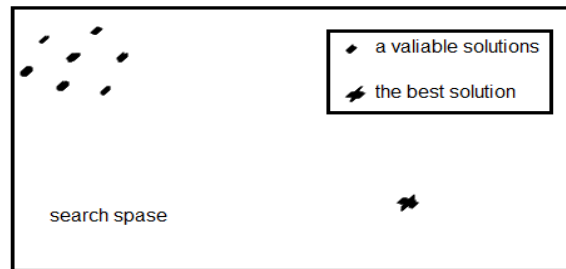 a valiable solutions
the best solution
search spase